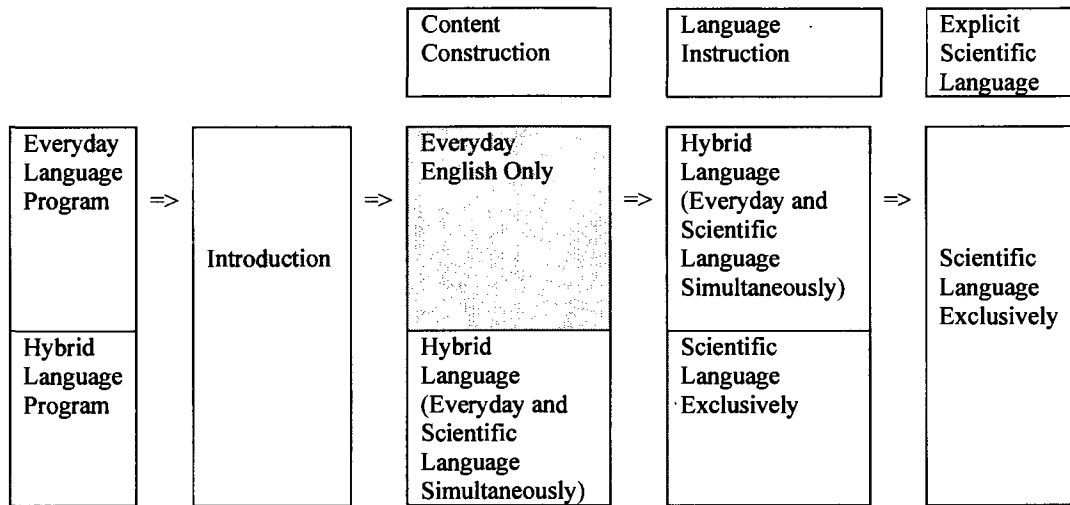 Content
Construction
Language
Instruction
Explicit
Scientific
Language
Everyday
Language
Program
=>
Introduction
=>
Everyday
English Only
=>
Hybrid
Language
(Everyday and
Scientific
Language
Simultaneously)
=>
Scientific
Language
Exclusively
Hybrid
Language
Program
Hybrid
Language
(Everyday and
Scientific
Language
Simultaneously)
Scientific
Language
Exclusively